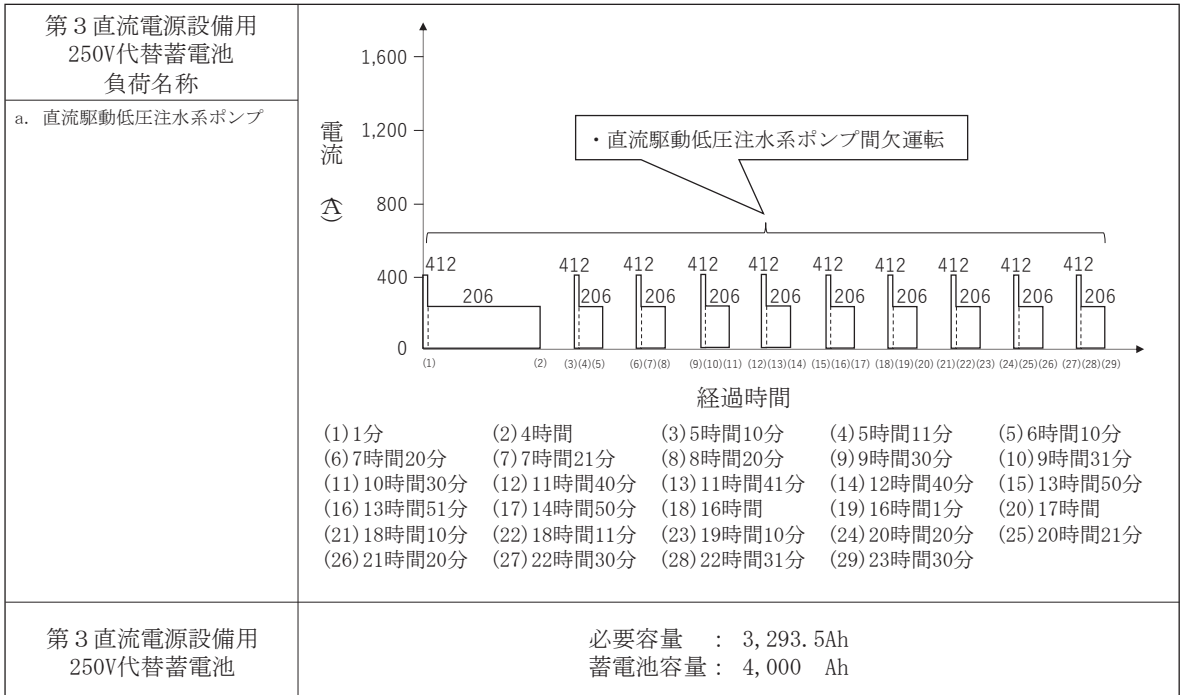 第３直流電源設備用
250V代替蓄電池
負荷名称
a. 直流駆動低圧注水系ポンプ
電流 (A)
1,600
1,200
800
400
0
・直流駆動低圧注水系ポンプ間欠運転
412 412 412 412 412 412 412 412 412 412
206 206 206 206 206 206 206 206 206 206
(1) (2) (3)(4)(5) (6)(7)(8) (9)(10)(11) (12)(13)(14) (15)(16)(17) (18)(19)(20) (21)(22)(23) (24)(25)(26) (27)(28)(29)
経過時間
(1)1分 (2)4時間 (3)5時間10分 (4)5時間11分 (5)6時間10分
(6)7時間20分 (7)7時間21分 (8)8時間20分 (9)9時間30分 (10)9時間31分
(11)10時間30分 (12)11時間40分 (13)11時間41分 (14)12時間40分 (15)13時間50分
(16)13時間51分 (17)14時間50分 (18)16時間 (19)16時間1分 (20)17時間
(21)18時間10分 (22)18時間11分 (23)19時間10分 (24)20時間20分 (25)20時間21分
(26)21時間20分 (27)22時間30分 (28)22時間31分 (29)23時間30分
第３直流電源設備用
250V代替蓄電池
必要容量 : 3,293.5Ah
蓄電池容量: 4,000 Ah